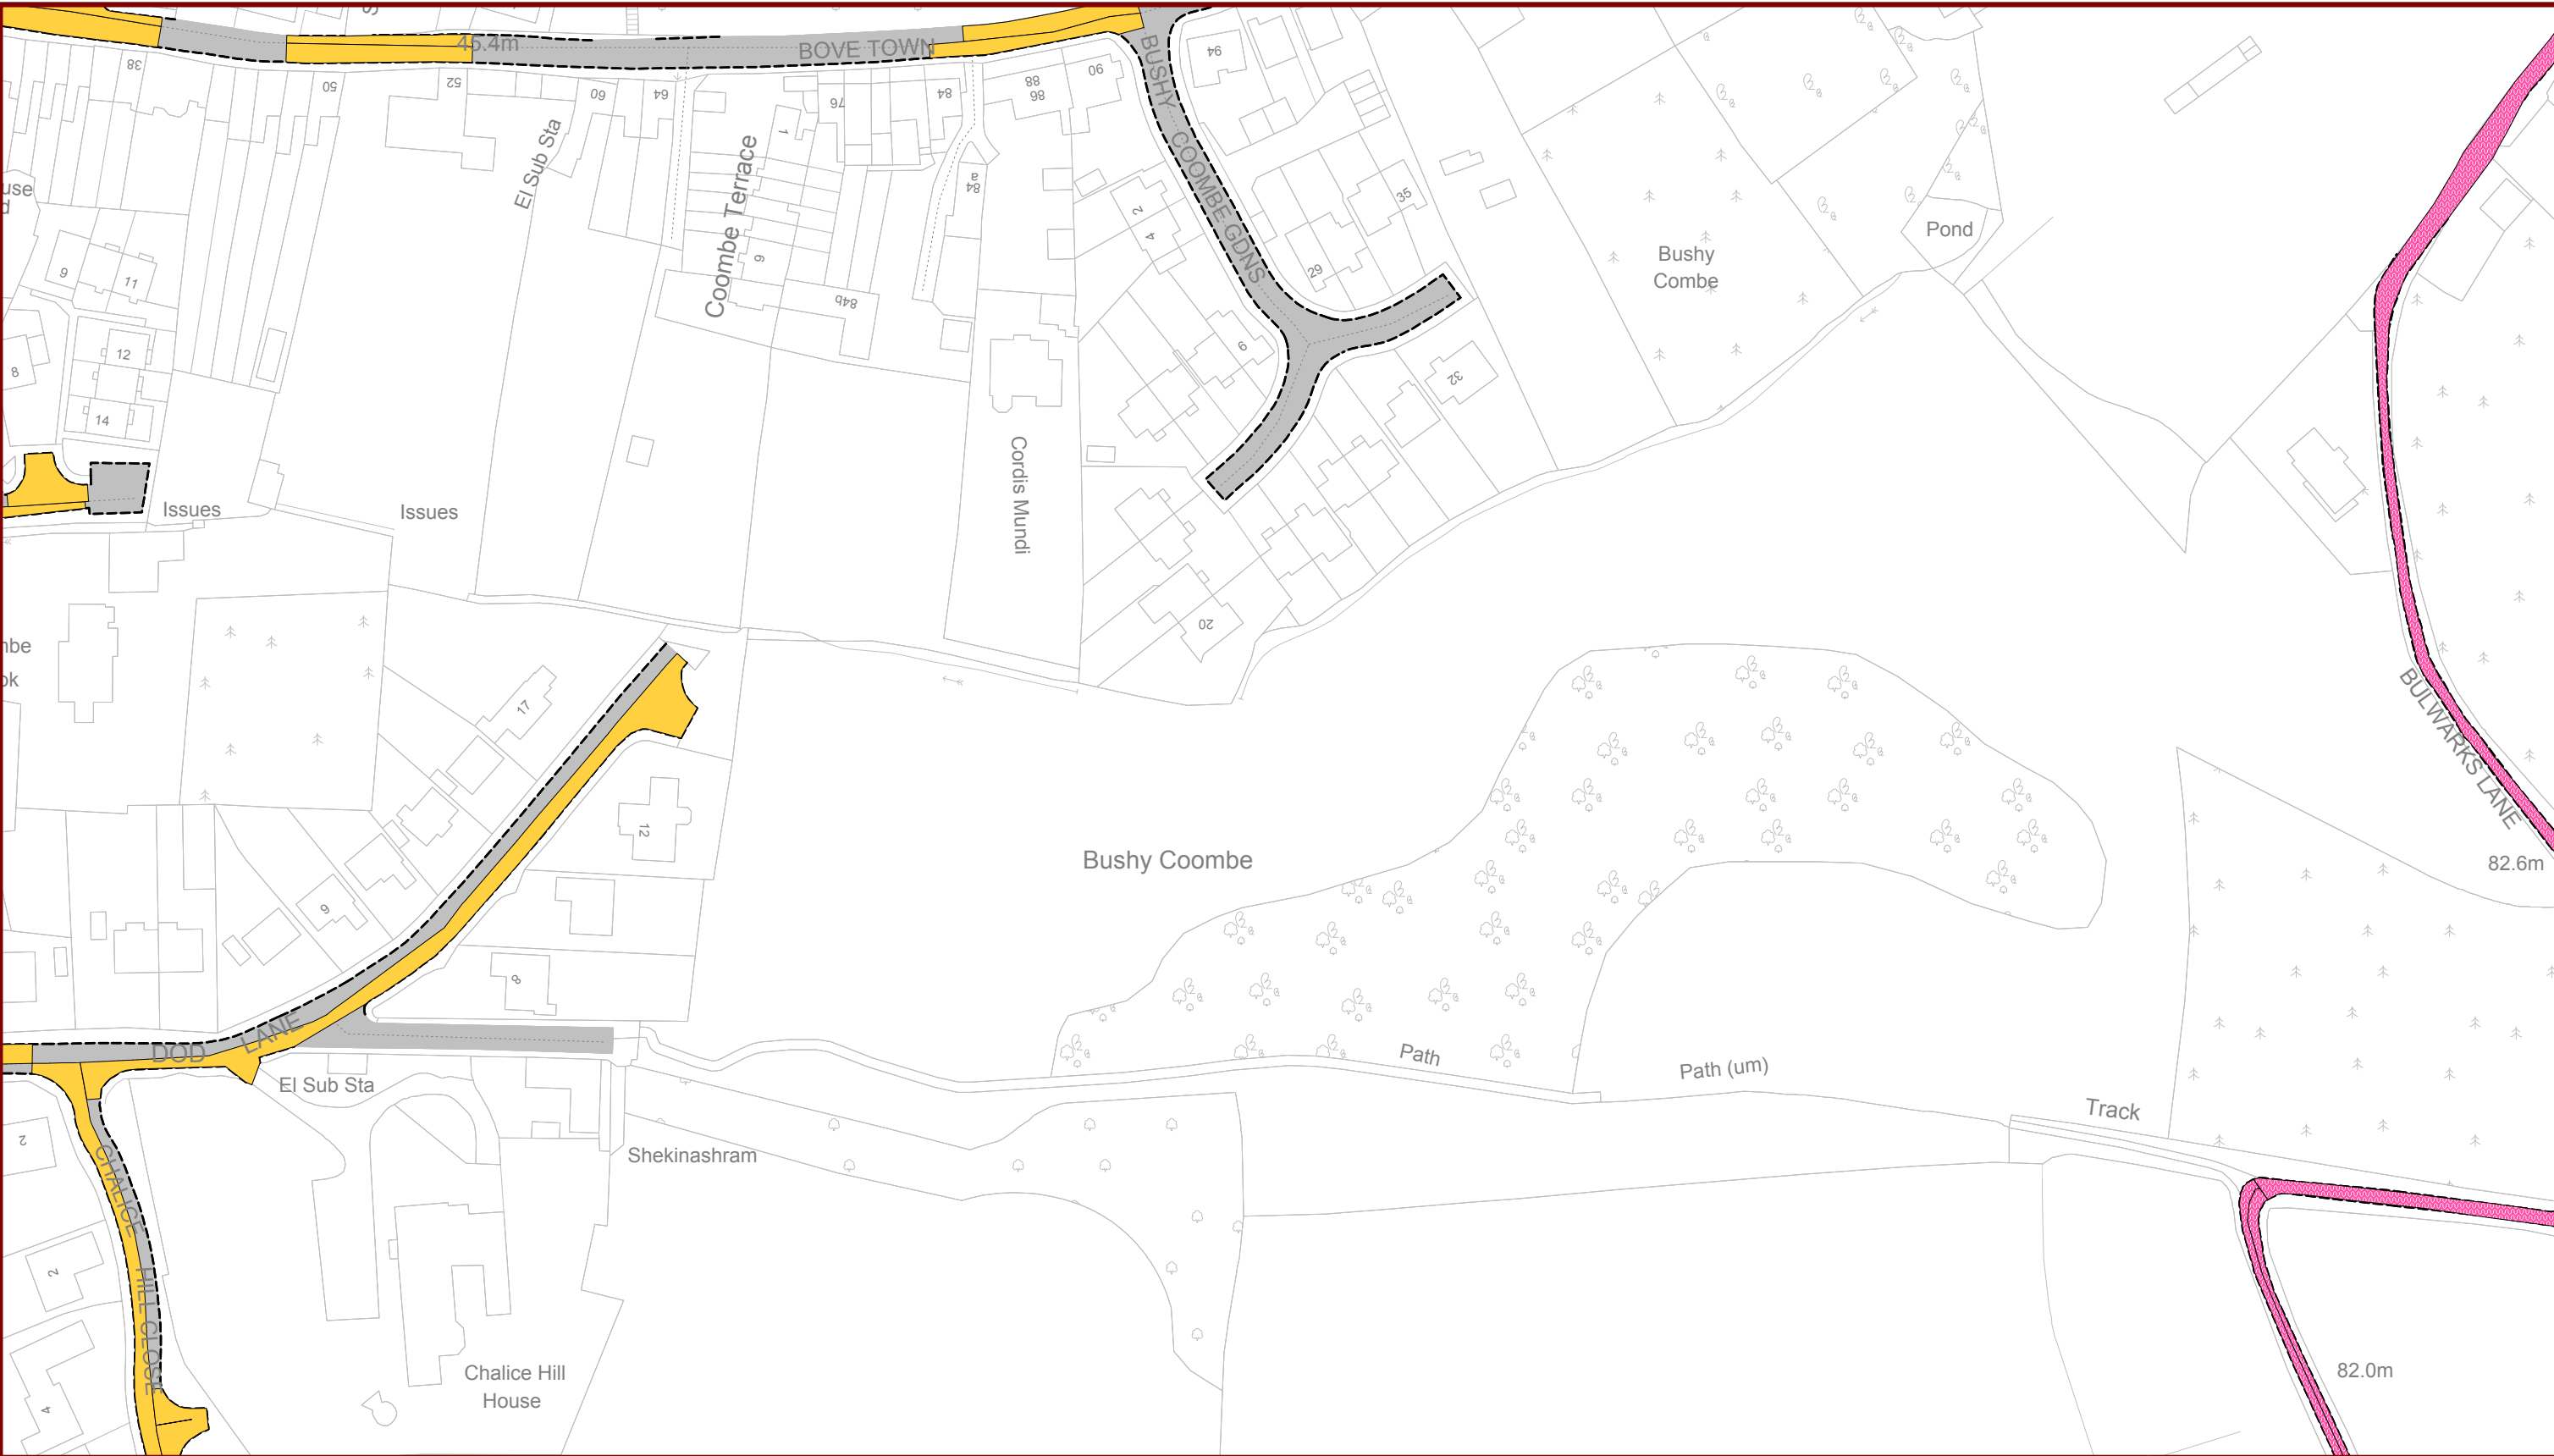 45.4m
BOVE TOWN
BUSHY COOMBE GDNS
94
38
50
52
60
64
76
84
88
86
90
El Sub Sta
Coombe Terrace
1
84a
2
4
35
29
Bushy
Combe
Pond
9
11
6
84b
12
8
14
6
32
Cordis Mundi
Issues
Issues
20
17
BULWARKS LANE
12
Bushy Coombe
82.6m
9
8
DOD LANE
El Sub Sta
Path
Path (um)
Track
2
Shekinashram
CHALICE HILL CLOSE
2
82.0m
Chalice Hill
House
4